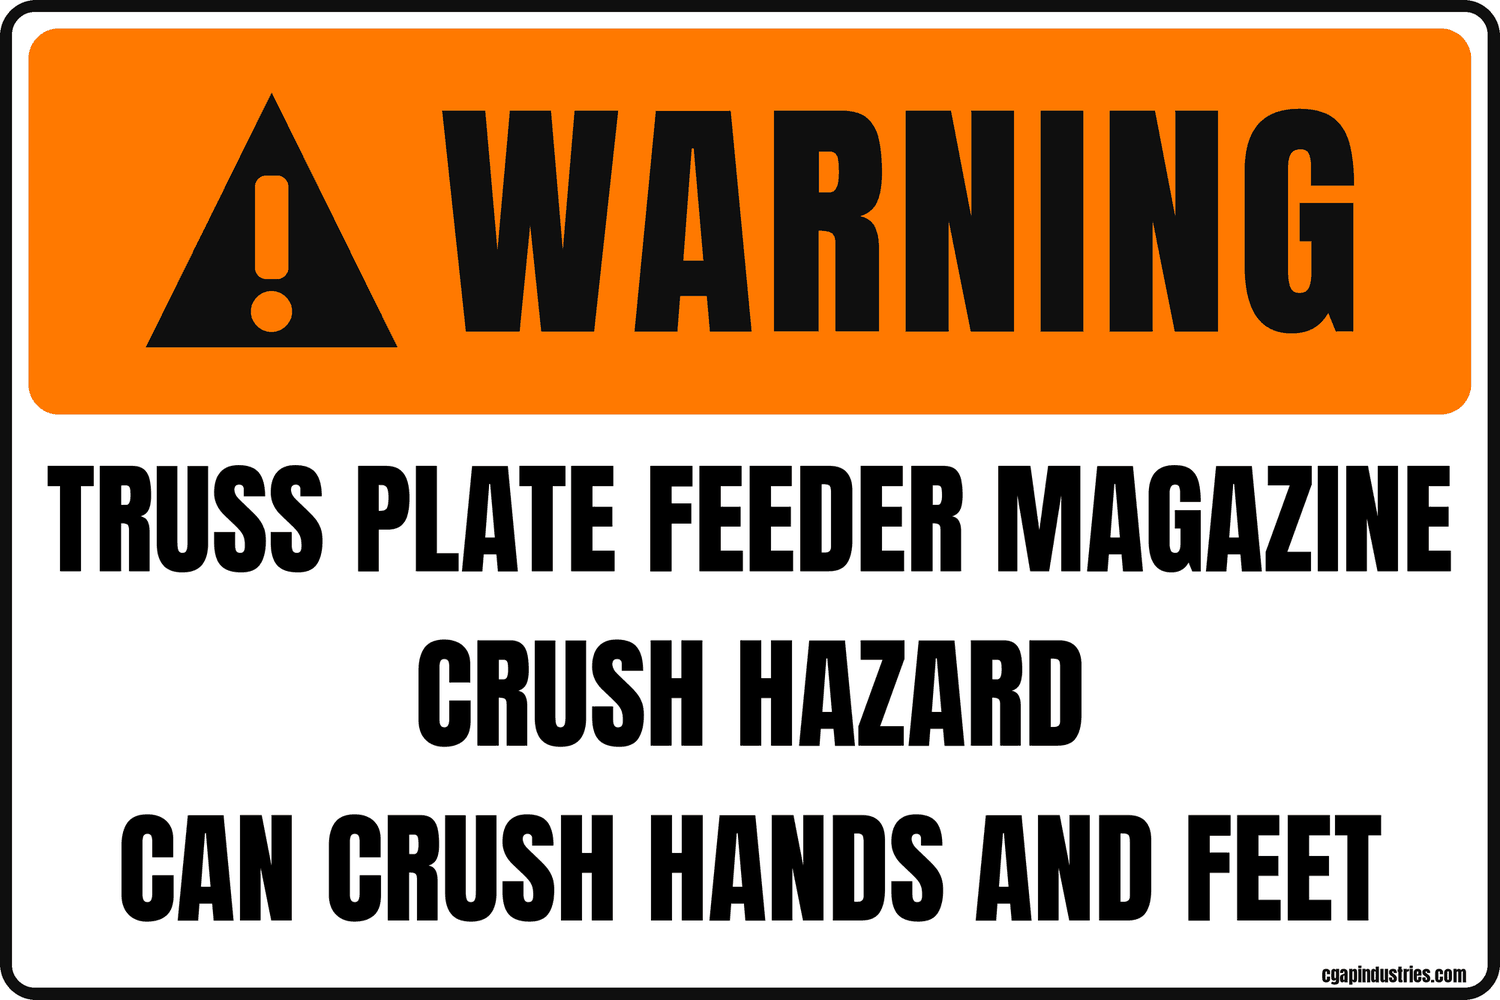 WARNING
TRUSS PLATE FEEDER MAGAZINE
CRUSH HAZARD
CAN CRUSH HANDS AND FEET
cgapindustries.com